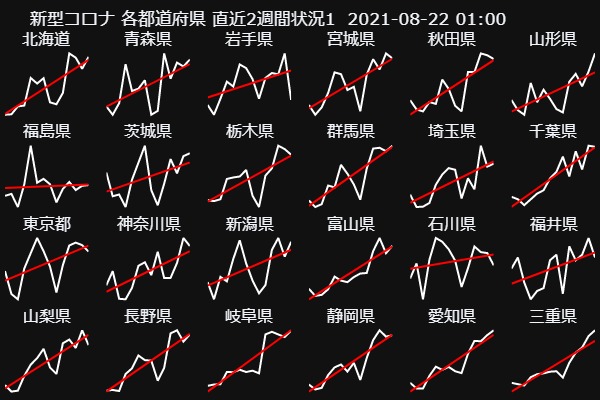 新型コロナ 各都道府県 直近2週間状況1 2021-08-22 01:00
北海道 青森県 岩手県 宮城県 秋田県 山形県
福島県 茨城県 栃木県 群馬県 埼玉県 千葉県
東京都 神奈川県 新潟県 富山県 石川県 福井県
山梨県 長野県 岐阜県 静岡県 愛知県 三重県